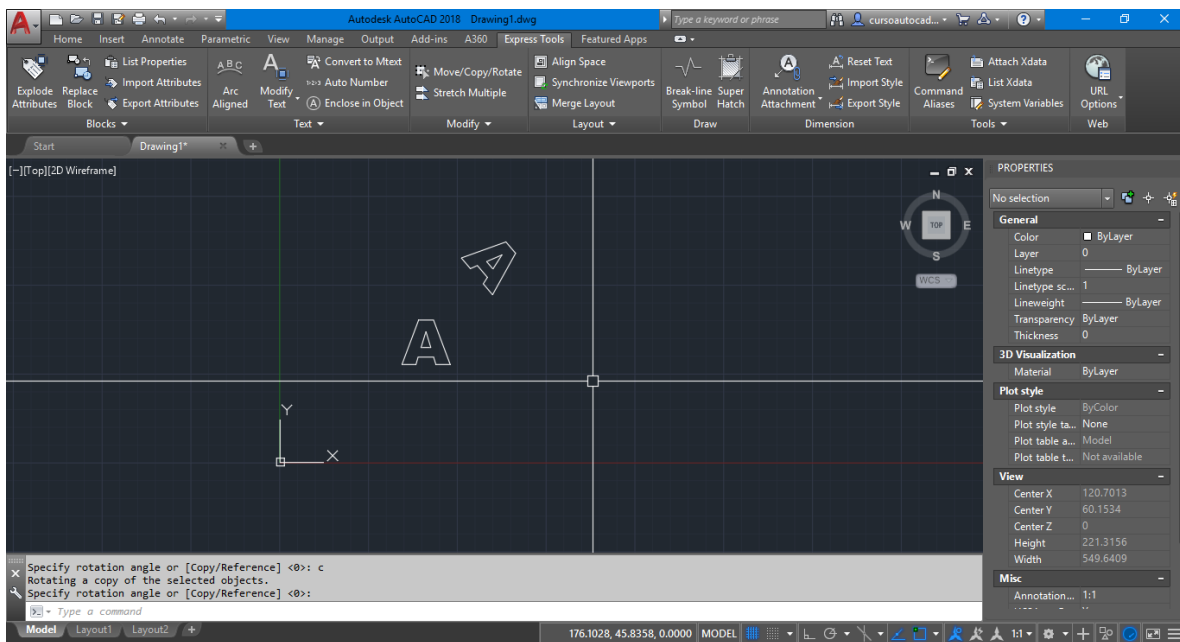 A Autodesk AutoCAD 2018 Drawing1.dwg Type a keyword or phrase cursoautocad... ?
Home Insert Annotate Parametric View Manage Output Add-ins A360 Express Tools Featured Apps
Explode Attributes
Replace Block
List Properties
Import Attributes
Export Attributes
Blocks
ABC Arc Aligned
A Modify Text
Convert to Mtext
Auto Number
Enclose in Object
Text
Move/Copy/Rotate
Stretch Multiple
Modify
Align Space
Synchronize Viewports
Merge Layout
Layout
Break-line Symbol
Super Hatch
Draw
Annotation Attachment
Reset Text
Import Style
Export Style
Dimension
Command Aliases
Attach Xdata
List Xdata
System Variables
Tools
URL Options
Web
Start Drawing1*
[−][Top][2D Wireframe]
N
W TOP E
S
WCS
A
A
Y
X
PROPERTIES
No selection
General
Color ByLayer
Layer 0
Linetype ByLayer
Linetype sc... 1
Lineweight ByLayer
Transparency ByLayer
Thickness 0
3D Visualization
Material ByLayer
Plot style
Plot style ByColor
Plot style ta... None
Plot table a... Model
Plot table t... Not available
View
Center X 120.7013
Center Y 60.1534
Center Z 0
Height 221.3156
Width 549.6409
Misc
Annotation... 1:1
Specify rotation angle or [Copy/Reference] <0>: c
Rotating a copy of the selected objects.
Specify rotation angle or [Copy/Reference] <0>:
Type a command
Model Layout1 Layout2 +
176.1028, 45.8358, 0.0000 MODEL 1:1